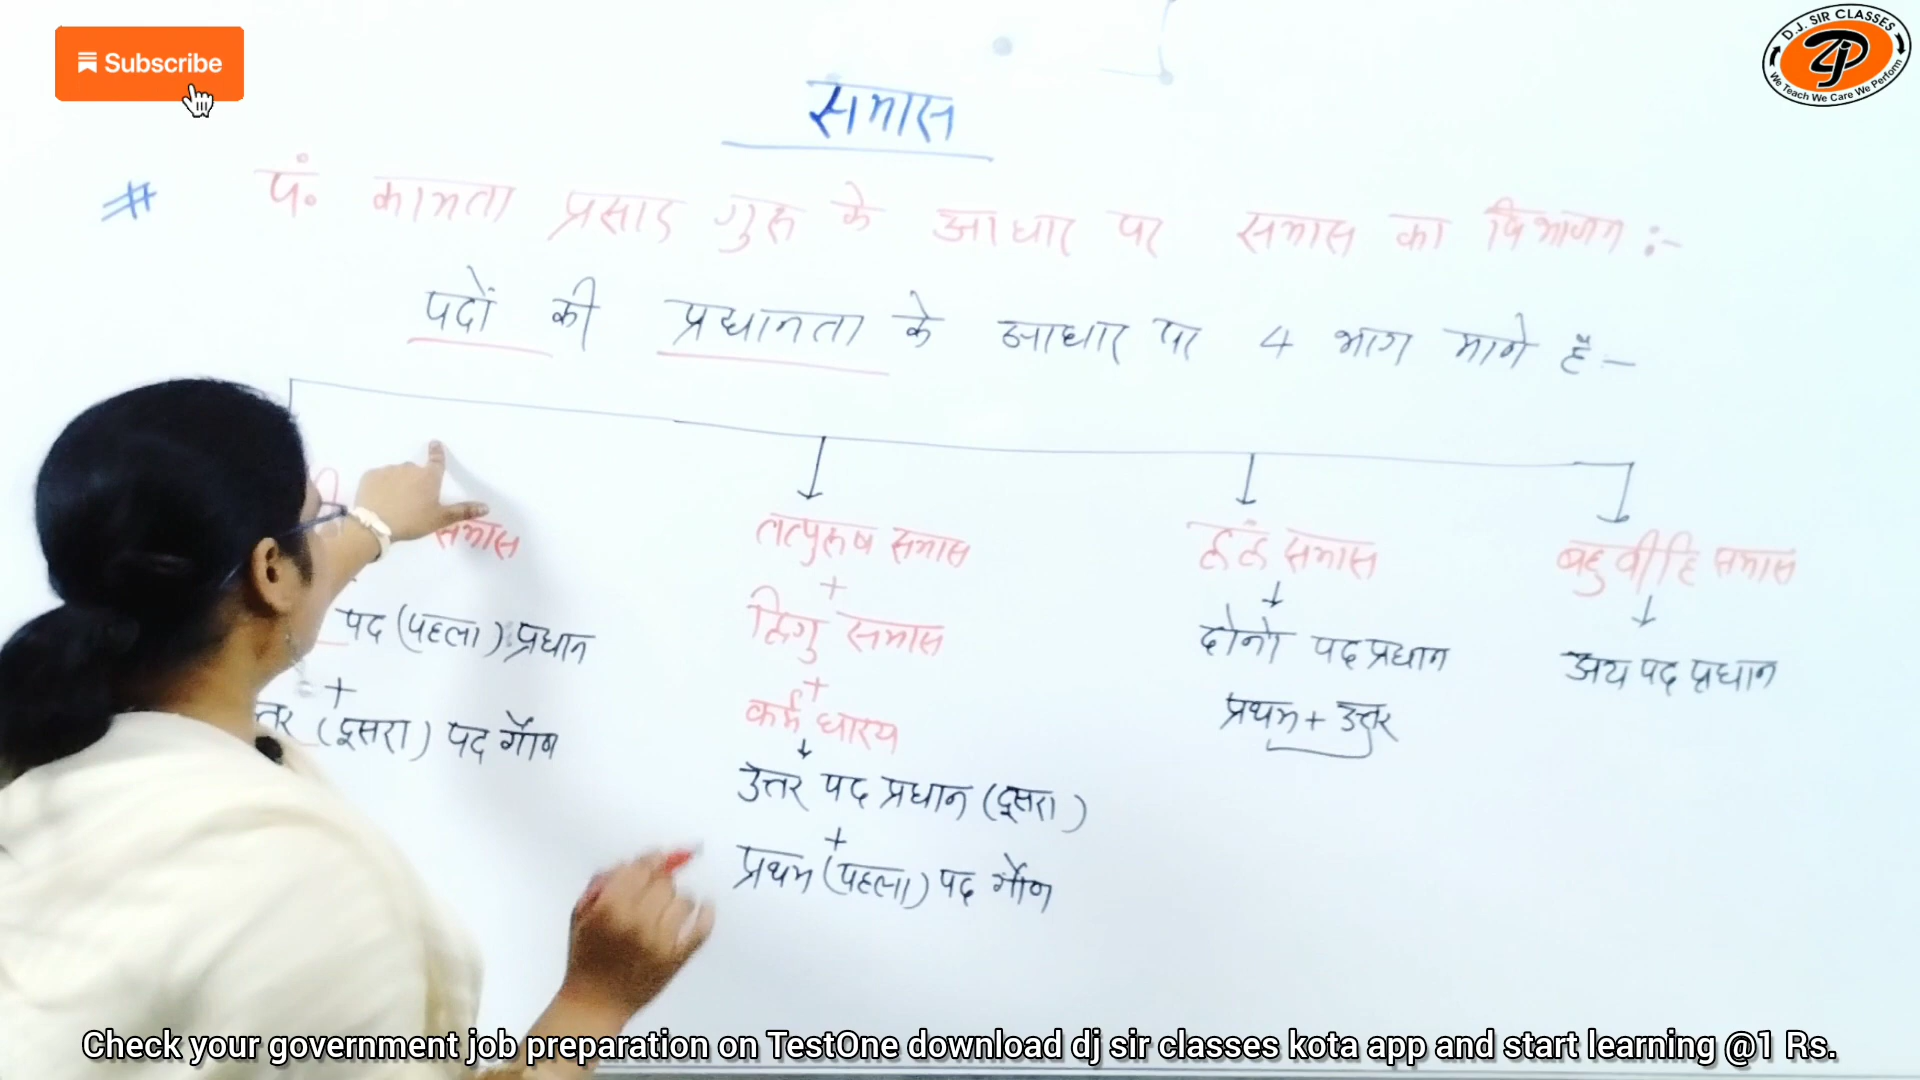 Subscribe
D.J. SIR CLASSES
We Teach We Care We Perform
समास
# पं. कामता प्रसाद गुरू के आधार पर समास का विभाजन :-
पदों की प्रधानता के आधार पर 4 भाग माने है :-
समास
पद (पहला) प्रधान
+
(दूसरा) पद गौण
तत्पुरूष समास
+
द्विगु समास
+
कर्मधारय
उत्तर पद प्रधान (दूसरा)
+
प्रथम (पहला) पद गौण
द्वंद्व समास
दोनो पद प्रधान
प्रथम + उत्तर
बहुव्रीहि समास
अन्य पद प्रधान
Check your government job preparation on TestOne download dj sir classes kota app and start learning @1 Rs.